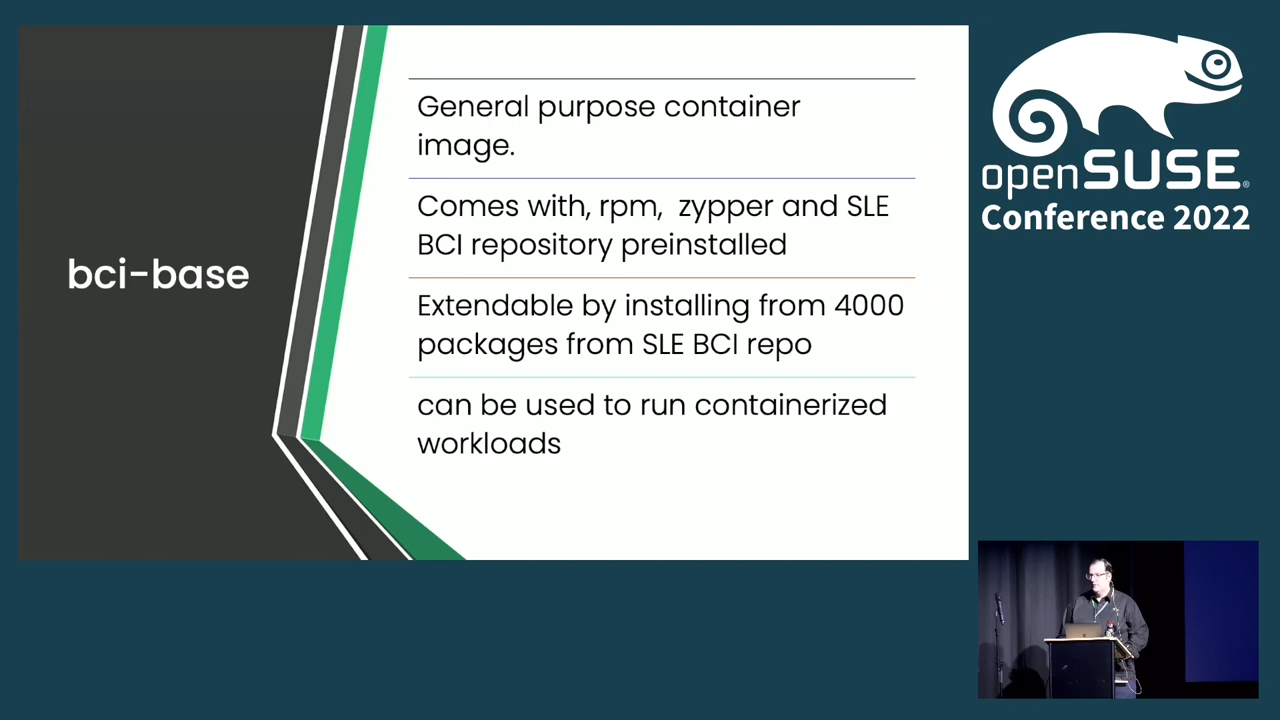 bci-base
General purpose container
image.
Comes with, rpm,  zypper and SLE
BCI repository preinstalled
Extendable by installing from 4000
packages from SLE BCI repo
can be used to run containerized
workloads
openSUSE®
Conference 2022